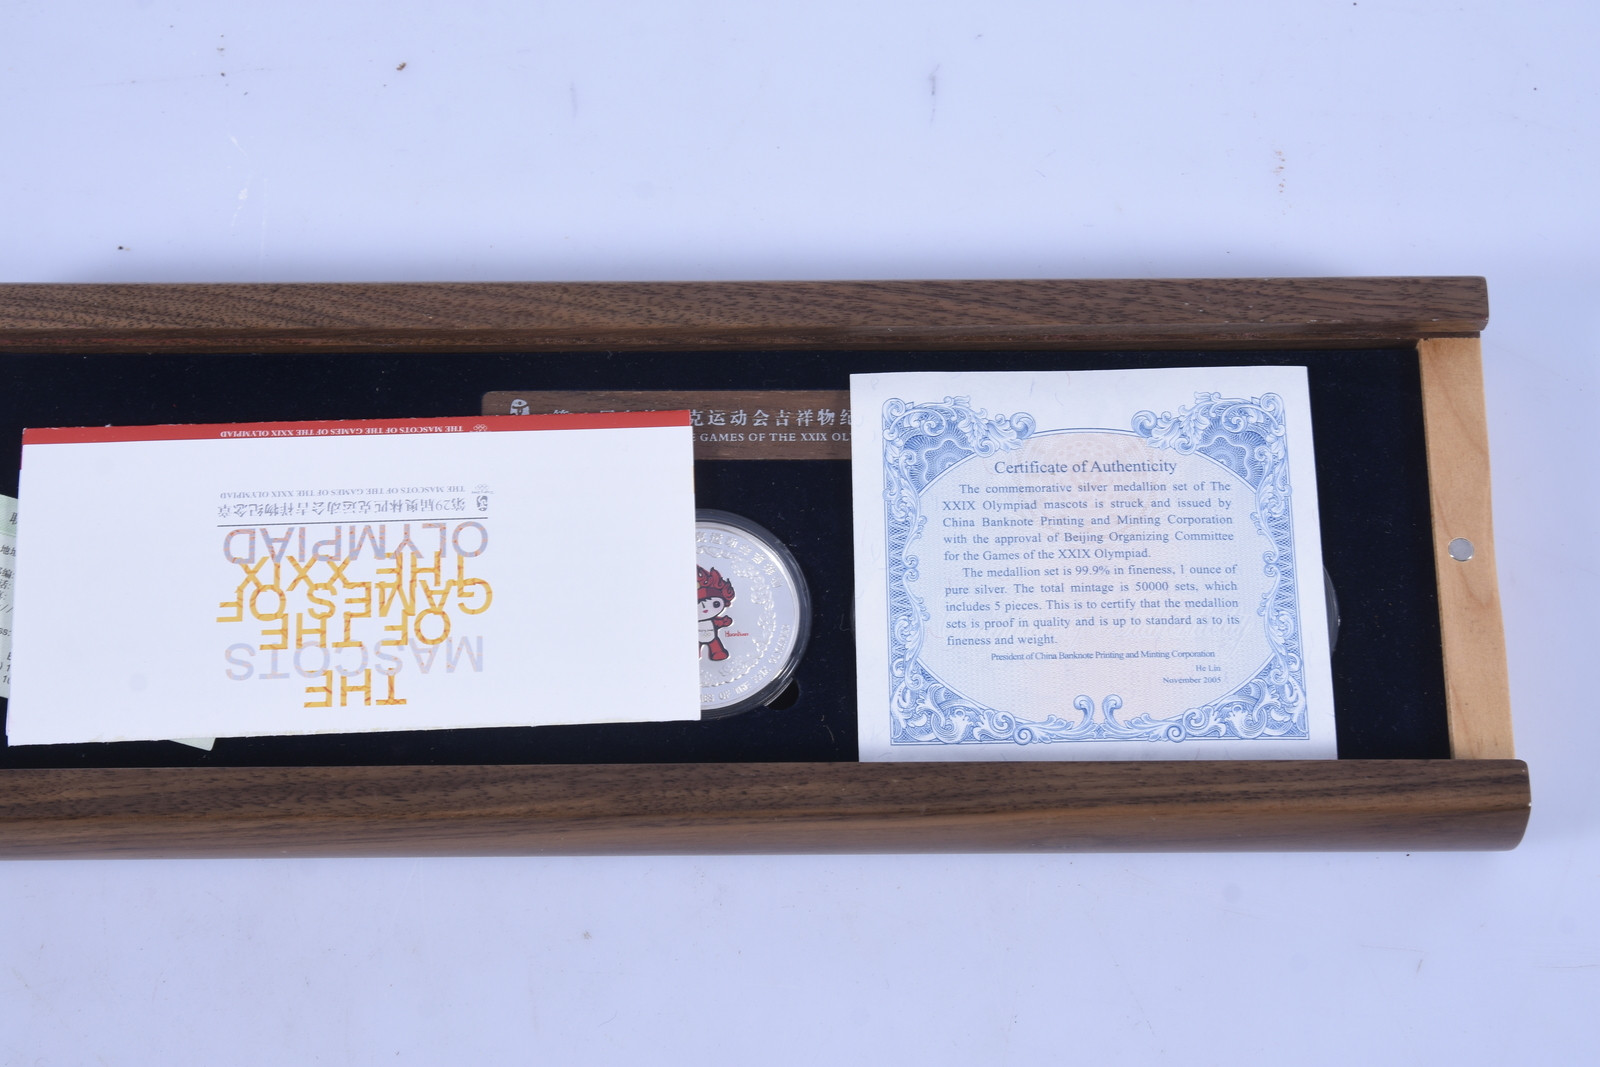 克运动会吉祥物纪
GAMES OF THE XXIX OL
THE MASCOTS OF THE GAMES OF THE XXIX OLYMPIAD
THE
MASCOTS
OF THE
GAMES OF
THE XXIX
OLYMPIAD
第29届奥林匹克运动会吉祥物纪念章
THE MASCOTS OF THE GAMES OF THE XXIX OLYMPIAD
Huanhuan
Certificate of Authenticity
The commemorative silver medallion set of The
XXIX Olympiad mascots is struck and issued by
China Banknote Printing and Minting Corporation
with the approval of Beijing Organizing Committee
for the Games of the XXIX Olympiad.
The medallion set is 99.9% in fineness, 1 ounce of
pure silver. The total mintage is 50000 sets, which
includes 5 pieces. This is to certify that the medallion
sets is proof in quality and is up to standard as to its
fineness and weight.
President of China Banknote Printing and Minting Corporation
He Lin
November 2005